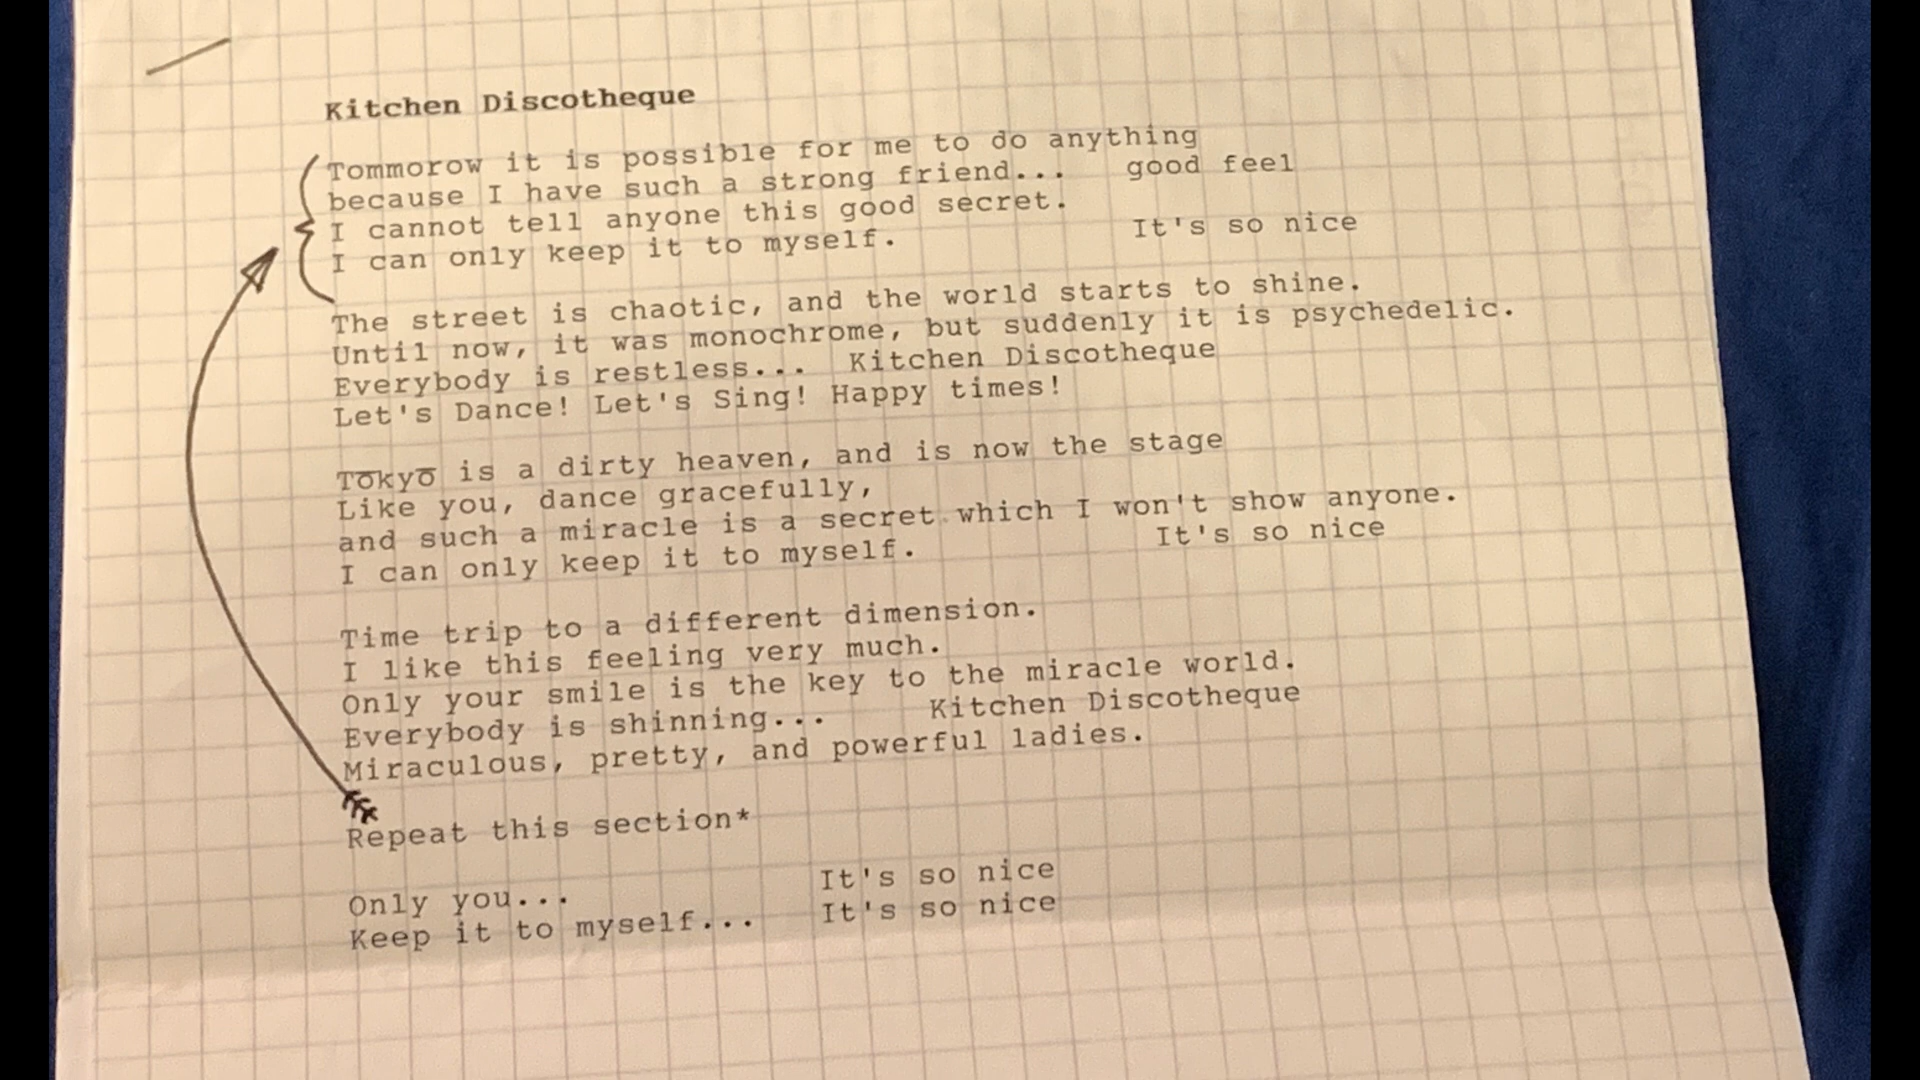 Kitchen Discotheque
Tommorow it is possible for me to do anything
because I have such a strong friend... good feel
I cannot tell anyone this good secret.
I can only keep it to myself. It's so nice
The street is chaotic, and the world starts to shine.
Until now, it was monochrome, but suddenly it is psychedelic.
Everybody is restless... Kitchen Discotheque
Let's Dance! Let's Sing! Happy times!
Tōkyō is a dirty heaven, and is now the stage
Like you, dance gracefully,
and such a miracle is a secret which I won't show anyone.
I can only keep it to myself. It's so nice
Time trip to a different dimension.
I like this feeling very much.
Only your smile is the key to the miracle world.
Everybody is shinning... Kitchen Discotheque
Miraculous, pretty, and powerful ladies.
Repeat this section*
Only you... It's so nice
Keep it to myself... It's so nice